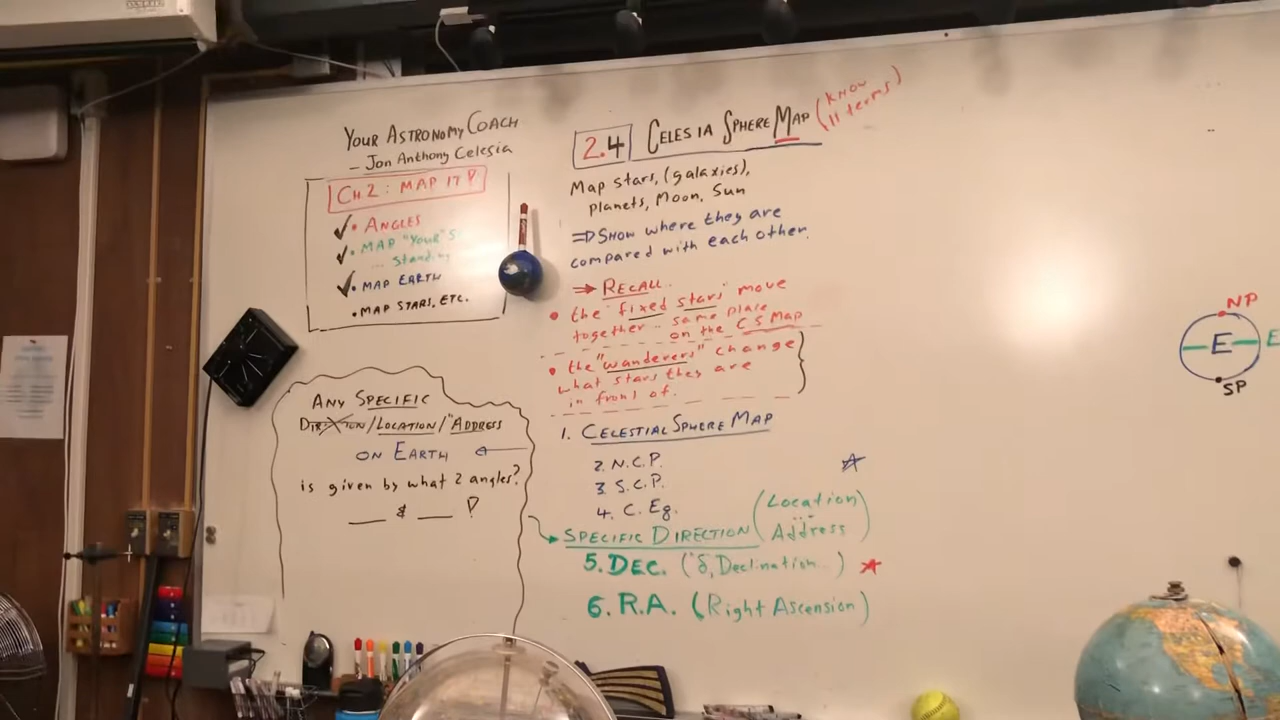 YOUR ASTRONOMY COACH
– Jon Anthony Celesia
CH 2: MAP IT!
• ANGLES
• MAP "YOUR" S
... Standing
• MAP EARTH
• MAP STARS, ETC.
ANY SPECIFIC
DIRECTION/LOCATION/"ADDRESS
ON EARTH
is given by what 2 angles?
___ & ___ ?
2.4 CELESIA SPHERE MAP (KNOW
11 terms)
Map stars, (galaxies),
planets, Moon, Sun
⇒ Show where they are
compared with each other.
⇒ RECALL
• the "fixed stars" move
together .. same place
on the CS Map
• the "wanderers" change
what stars they are
in front of.
1. CELESTIAL SPHERE MAP
2. N.C.P.
3. S.C.P.
4. C. Eq.
SPECIFIC DIRECTION (Location
Address)
5. DEC. (δ, Declination...)
6. R.A. (Right Ascension)
NP
E E
SP